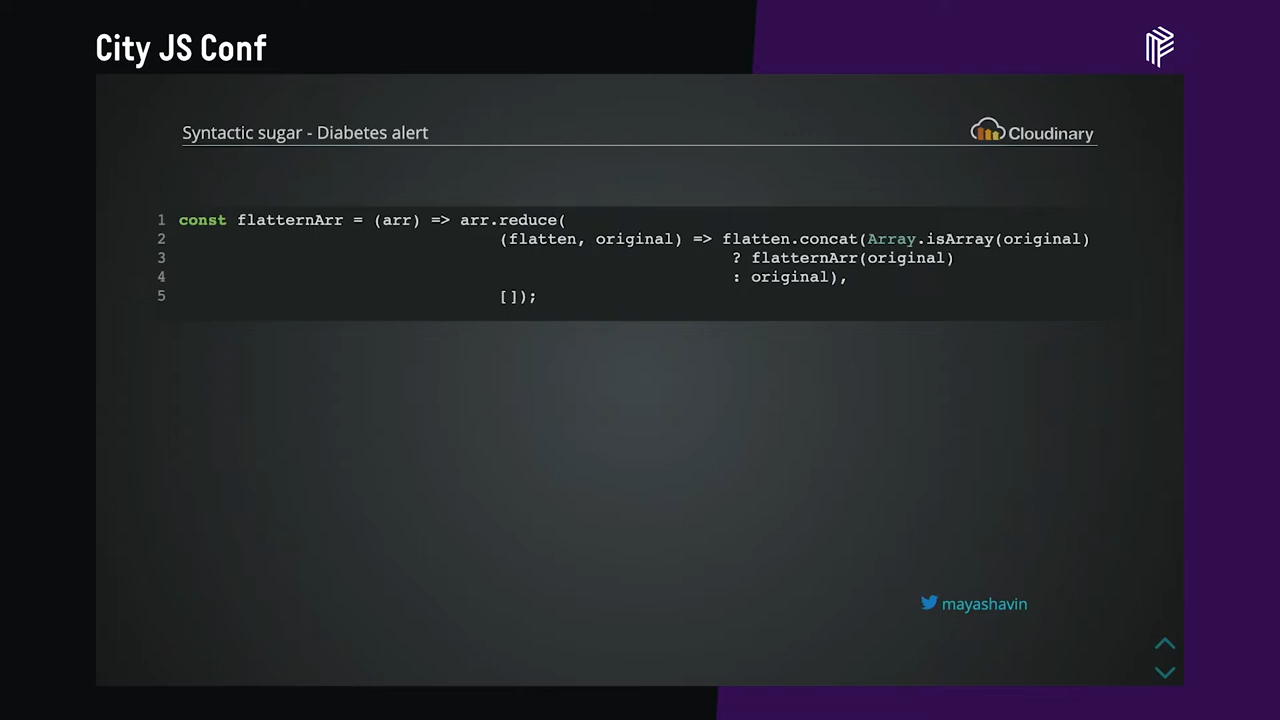 City JS Conf
Syntactic sugar - Diabetes alert
Cloudinary
1 const flatternArr = (arr) => arr.reduce(
2 (flatten, original) => flatten.concat(Array.isArray(original)
3 ? flatternArr(original)
4 : original),
5 []);
mayashavin